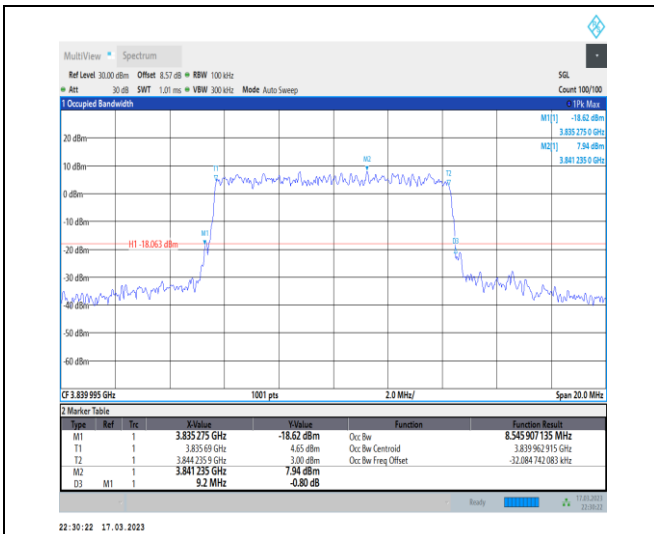 MultiView Spectrum
Ref Level 30.00 dBm Offset 8.57 dB RBW 100 kHz SGL
Att 30 dB SWT 1.01 ms VBW 300 kHz Mode Auto Sweep Count 100/100
1 Occupied Bandwidth 1Pk Max
M1[1] -18.62 dBm
3.835 275 0 GHz
M2[1] 7.94 dBm
3.841 235 0 GHz
20 dBm
M2
10 dBm
T1
T2
0 dBm
-10 dBm
M1
D3
H1 -18.063 dBm
-20 dBm
-30 dBm
-40 dBm
-50 dBm
-60 dBm
CF 3.839 995 GHz 1001 pts 2.0 MHz/ Span 20.0 MHz
2 Marker Table
Type Ref Trc X-Value Y-Value Function Function Result
M1 1 3.835 275 GHz -18.62 dBm Occ Bw 8.545 907 135 MHz
T1 1 3.835 69 GHz 4.65 dBm Occ Bw Centroid 3.839 962 915 GHz
T2 1 3.844 235 9 GHz 3.00 dBm Occ Bw Freq Offset -32.084 742 083 kHz
M2 1 3.841 235 GHz 7.94 dBm
D3 M1 1 9.2 MHz -0.80 dB
Ready 17.03.2023
22:30:22
22:30:22 17.03.2023